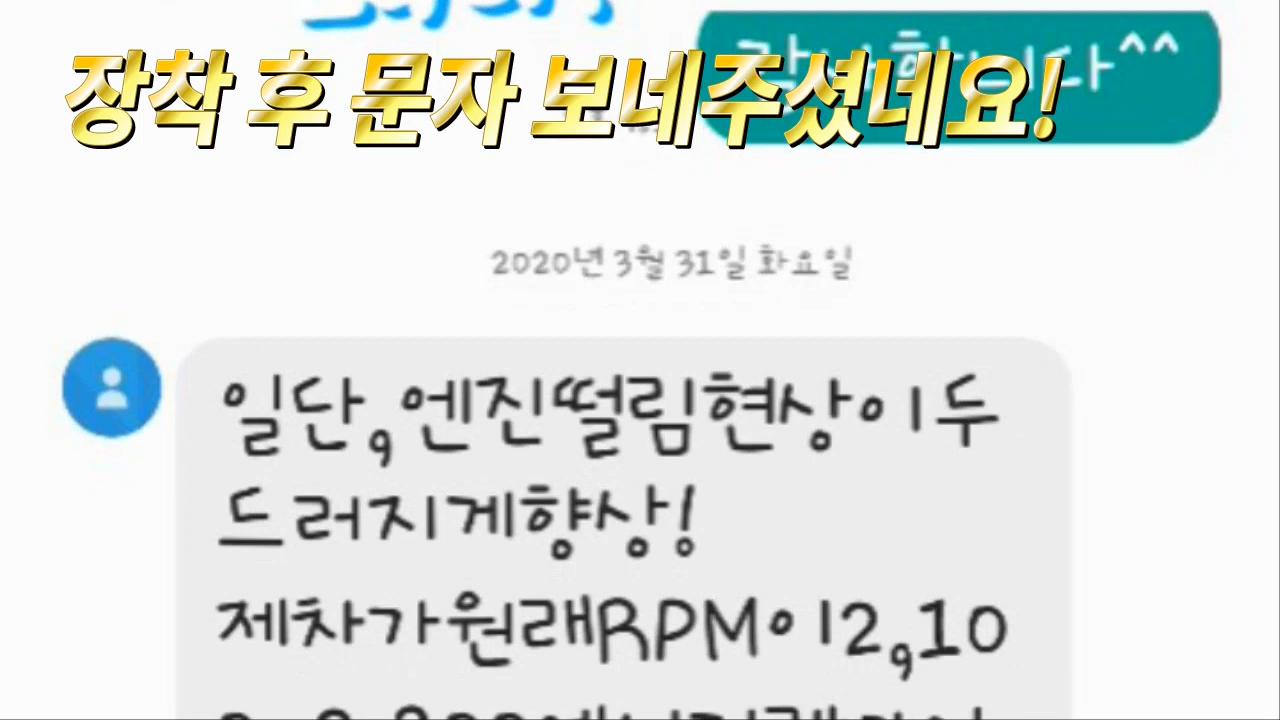 장착 후 문자 보네주셨네요!
2020년 3월 31일 화요일
일단,엔진떨림현상이두
드러지게향상!
제차가원래RPM이2,10